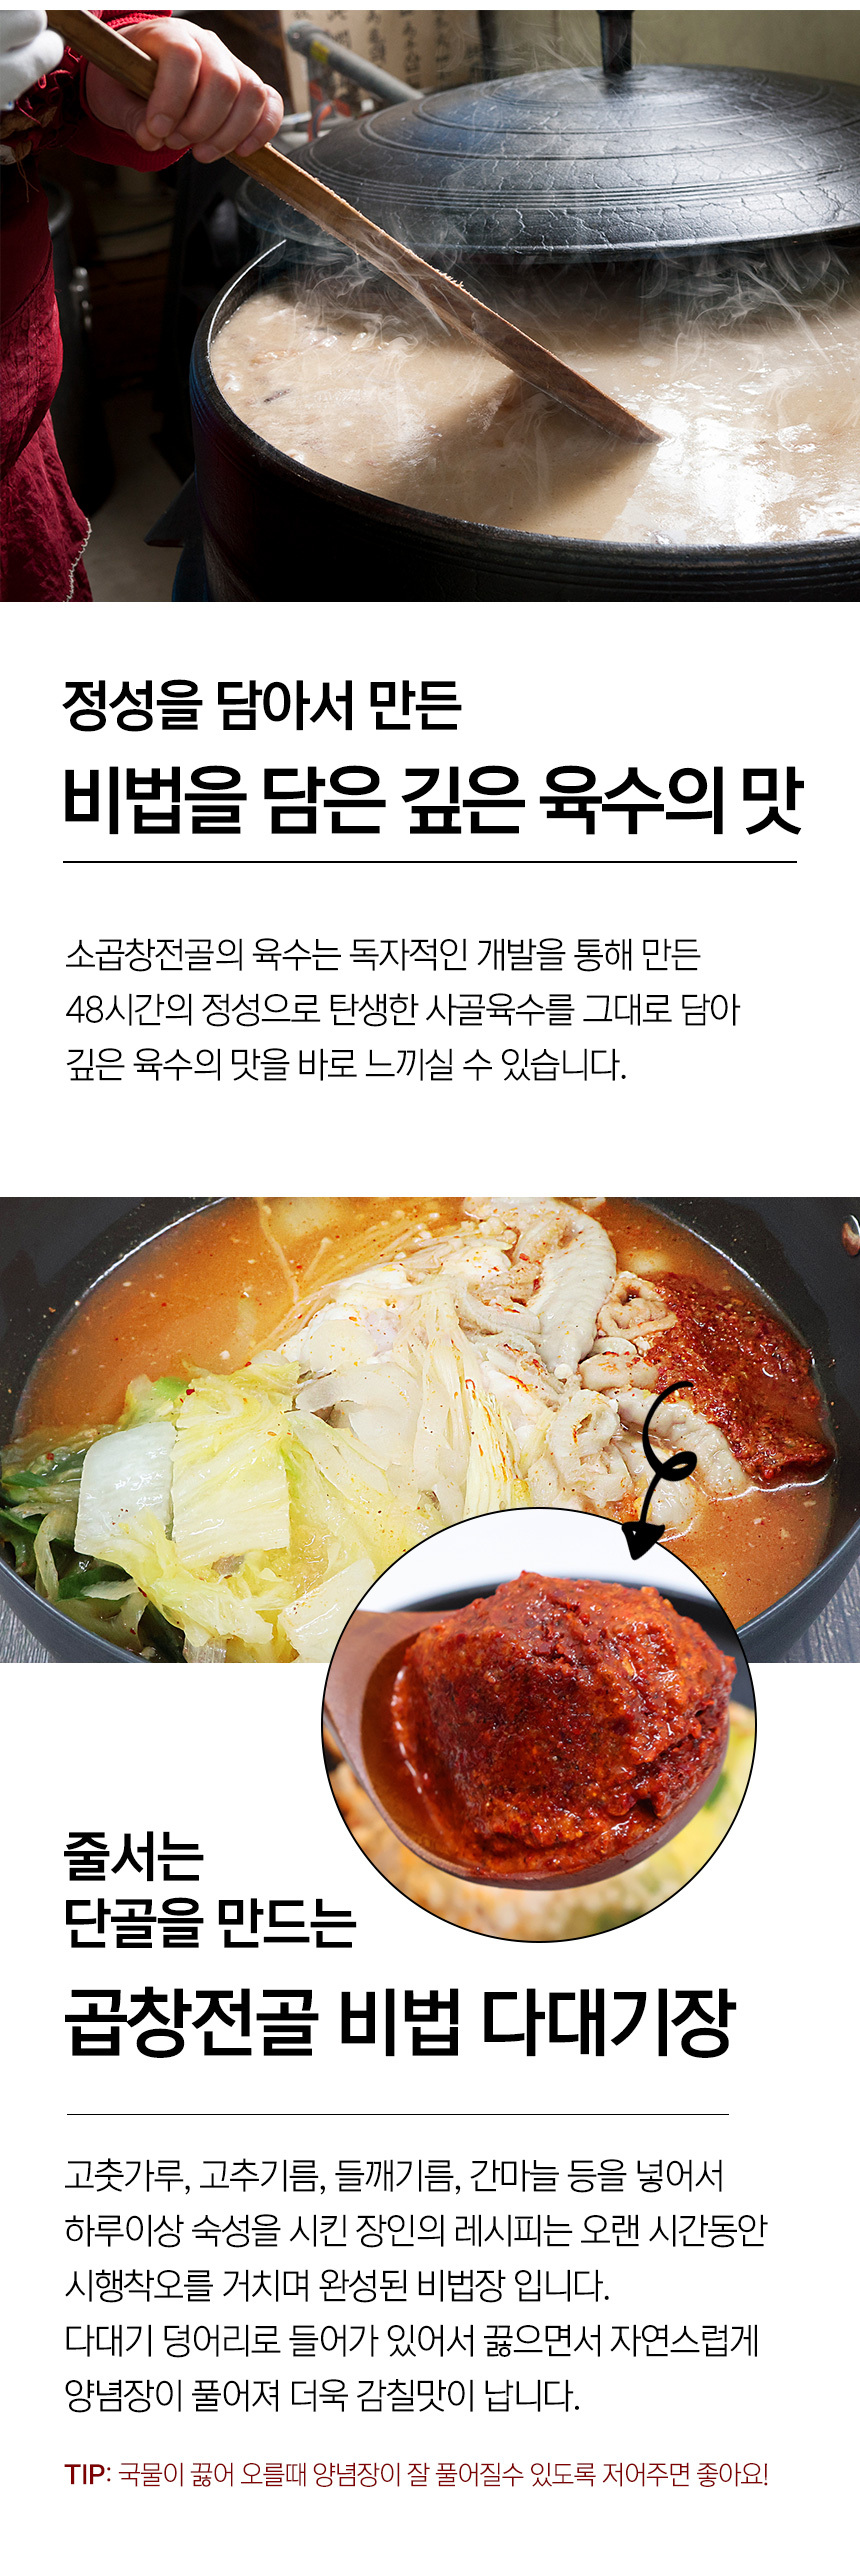 정성을 담아서 만든
비법을 담은 깊은 육수의 맛
소곱창전골의 육수는 독자적인 개발을 통해 만든
48시간의 정성으로 탄생한 사골육수를 그대로 담아
깊은 육수의 맛을 바로 느끼실 수 있습니다.
줄서는
단골을 만드는
곱창전골 비법 다대기장
고춧가루, 고추기름, 들깨기름, 간마늘 등을 넣어서
하루이상 숙성을 시킨 장인의 레시피는 오랜 시간동안
시행착오를 거치며 완성된 비법장 입니다.
다대기 덩어리로 들어가 있어서 끓으면서 자연스럽게
양념장이 풀어져 더욱 감칠맛이 납니다.
TIP: 국물이 끓어 오를때 양념장이 잘 풀어질수 있도록 저어주면 좋아요!